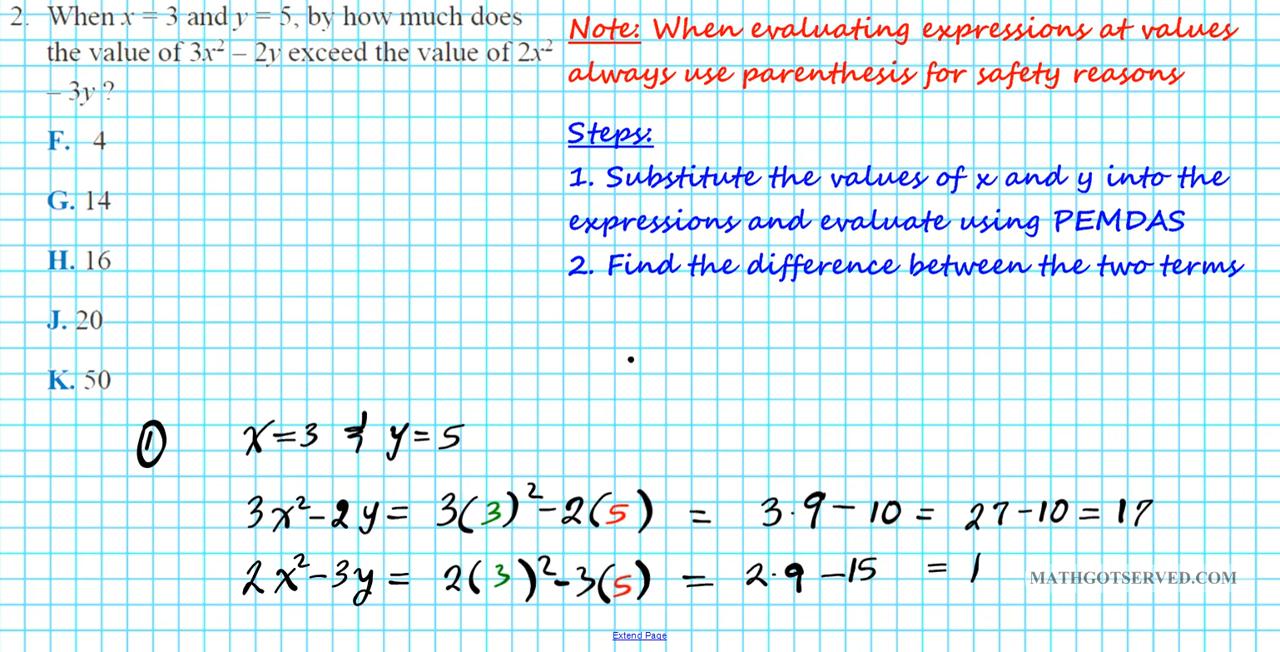 2. When x = 3 and y = 5, by how much does
the value of 3x² – 2y exceed the value of 2x²
– 3y ?
F. 4
G. 14
H. 16
J. 20
K. 50
Note: When evaluating expressions at values
always use parenthesis for safety reasons
Steps:
1. Substitute the values of x and y into the
expressions and evaluate using PEMDAS
2. Find the difference between the two terms
① x=3 & y=5
3x²-2y = 3(3)²-2(5) = 3·9-10 = 27-10=17
2x²-3y = 2(3)²-3(5) = 2·9-15 = 1
MATHGOTSERVED.COM
Extend Page